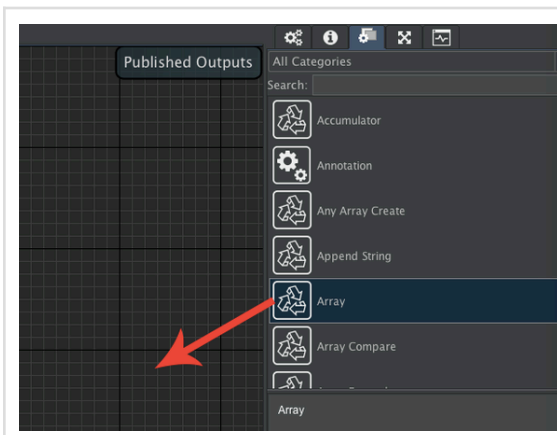 Published Outputs
All Categories
Search:
Accumulator
Annotation
Any Array Create
Append String
Array
Array Compare
Array